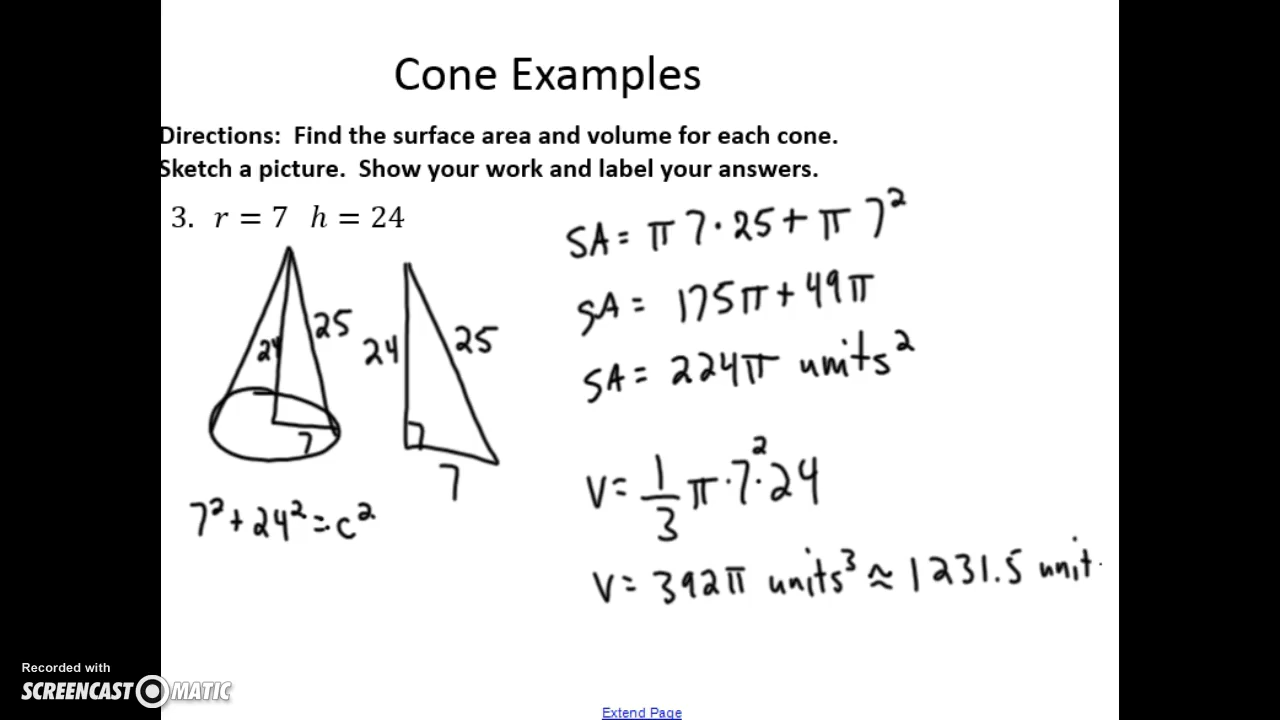 Cone Examples
Directions: Find the surface area and volume for each cone.
Sketch a picture. Show your work and label your answers.
3. r = 7 h = 24
24
25
7
24
25
7
7² + 24² = c²
SA = π 7 · 25 + π 7²
SA = 175π + 49π
SA = 224π units²
V = 1/3 π · 7² · 24
V = 392π units³ ≈ 1231.5 unit
Recorded with
SCREENCAST-O-MATIC
Extend Page